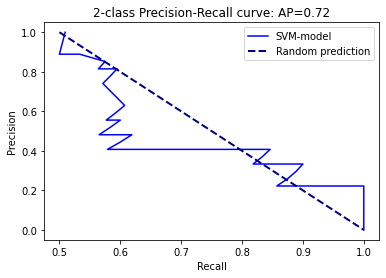 2-class Precision-Recall curve: AP=0.72
SVM-model
Random prediction
Precision
1.0
0.8
0.6
0.4
0.2
0.0
0.5
0.6
0.7
0.8
0.9
1.0
Recall